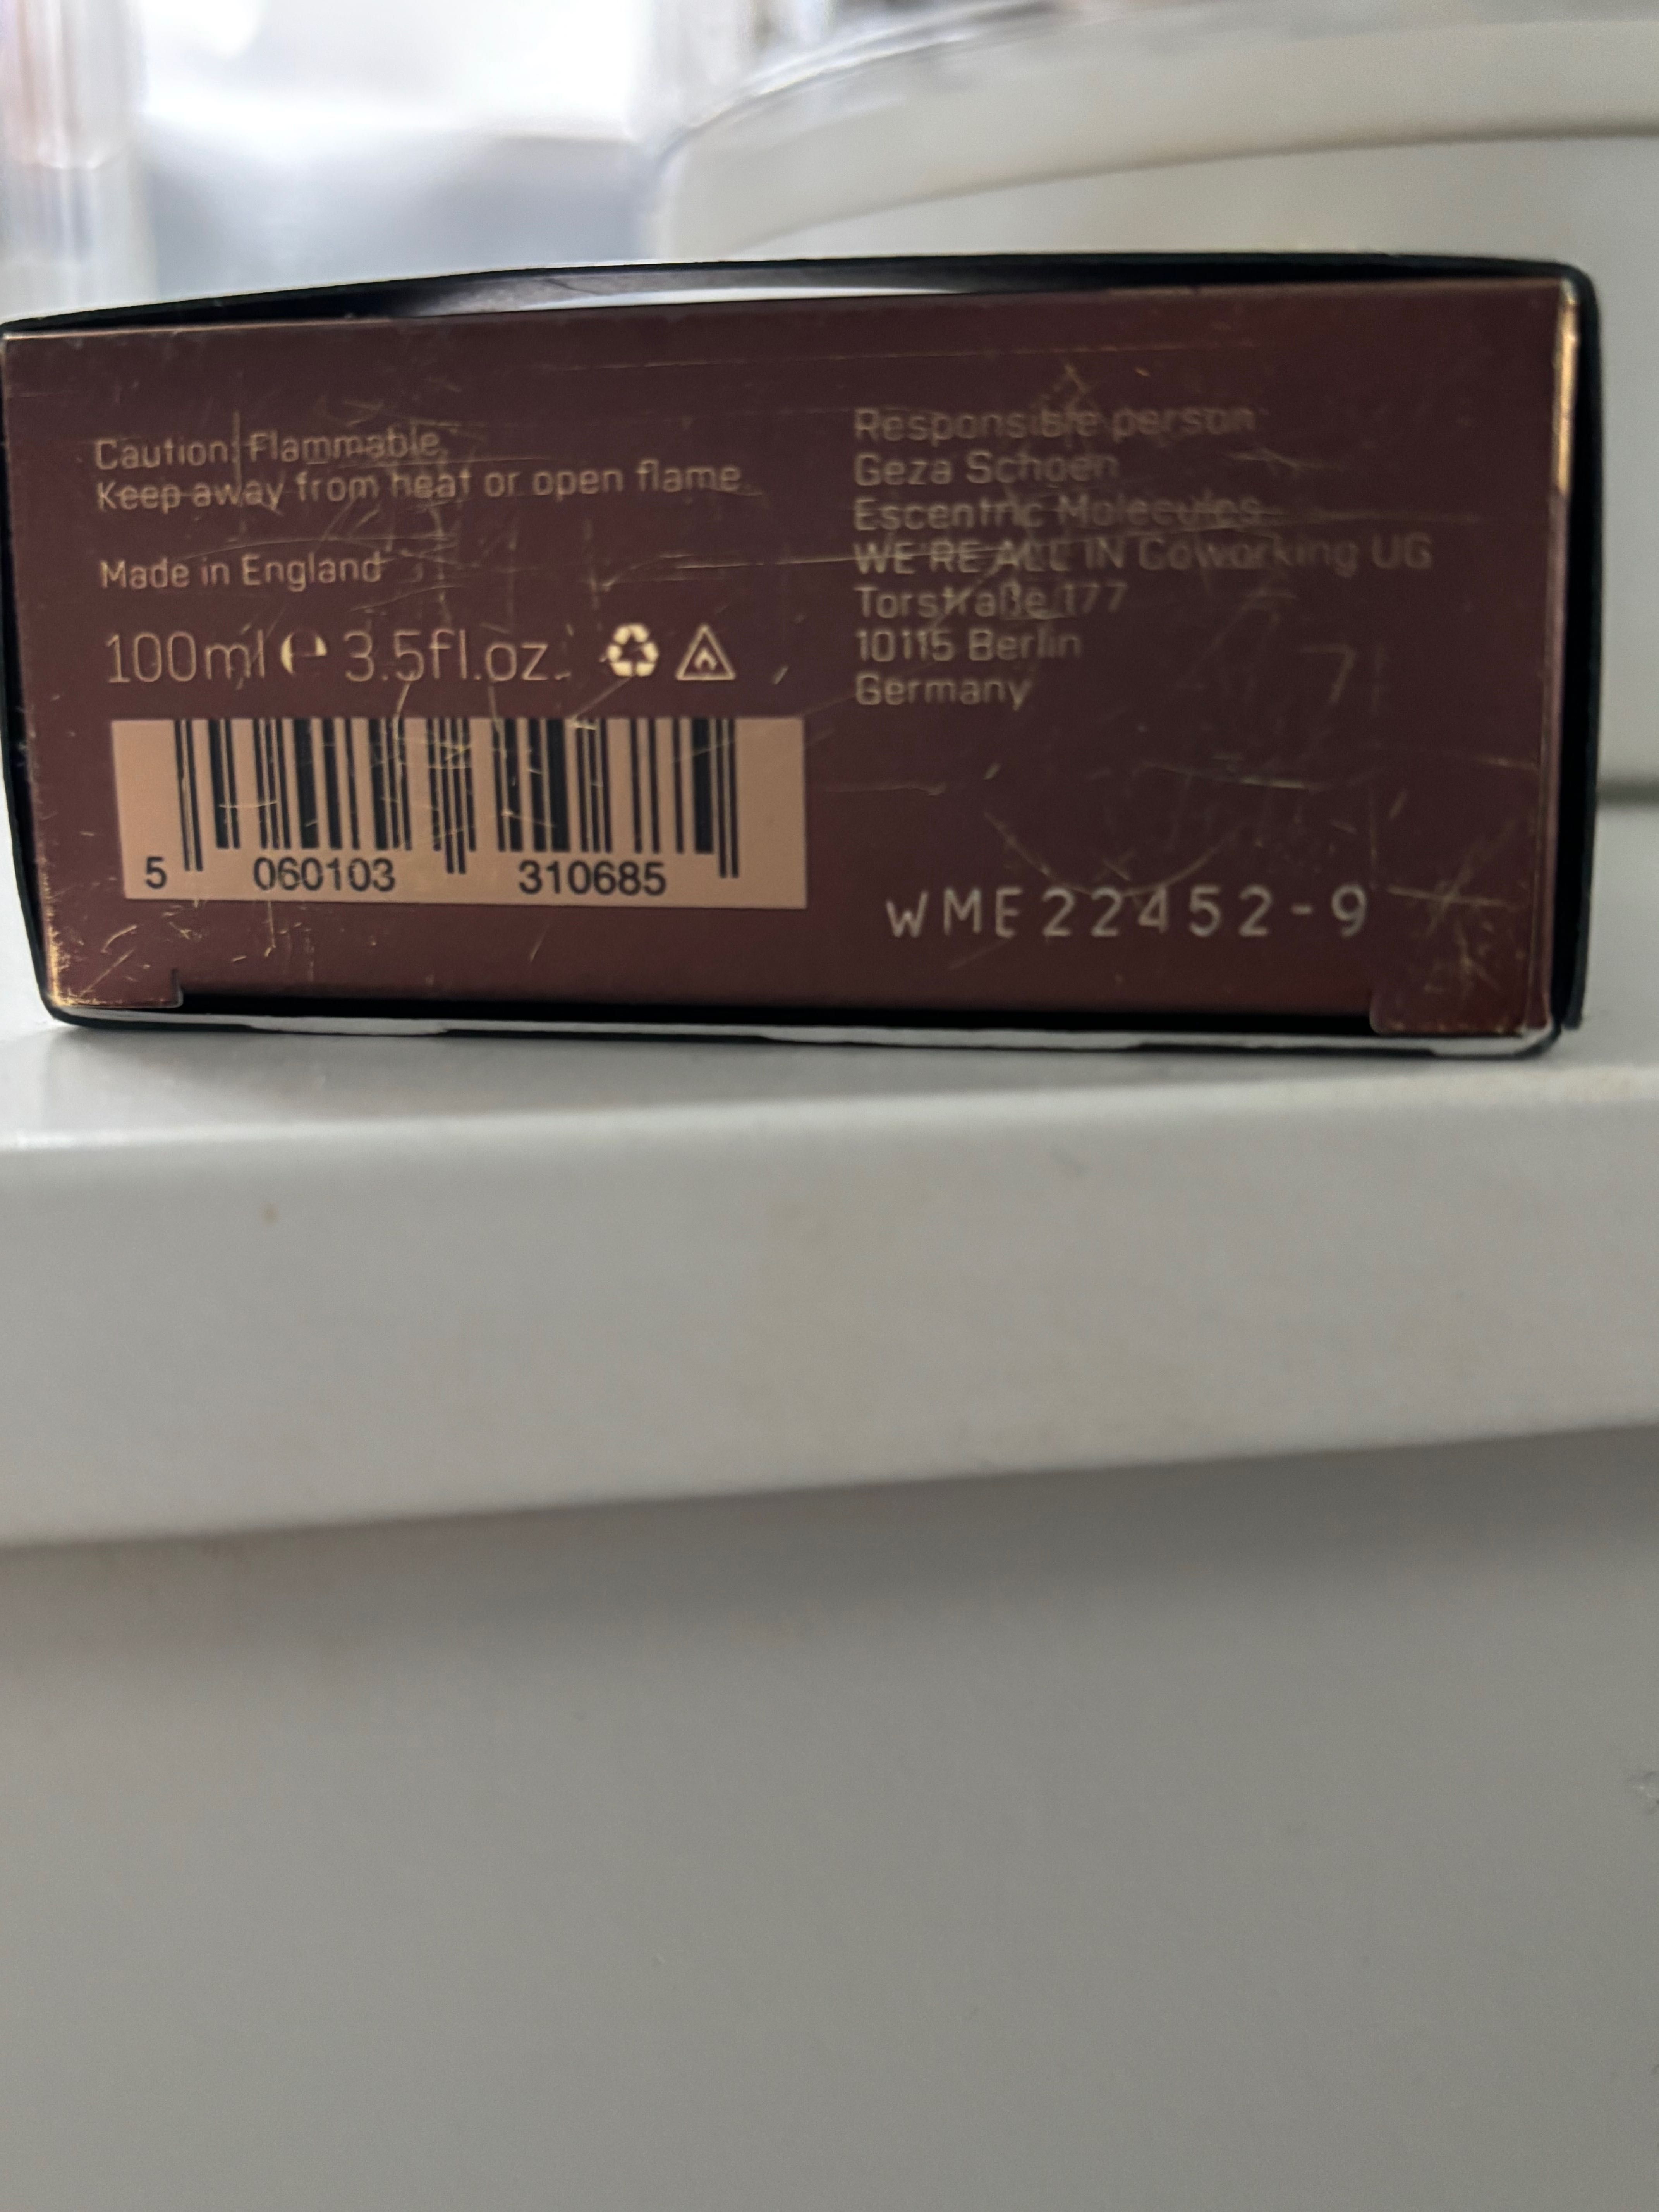 Caution: Flammable.
Keep away from heat or open flame.
Made in England
100ml ℮ 3.5fl.oz.
5 060103 310685
Responsible person
Geza Schoen
Escentric Molecules
WE RE ALL IN Coworking UG
Torstraße 177
10115 Berlin
Germany
WME22452-9